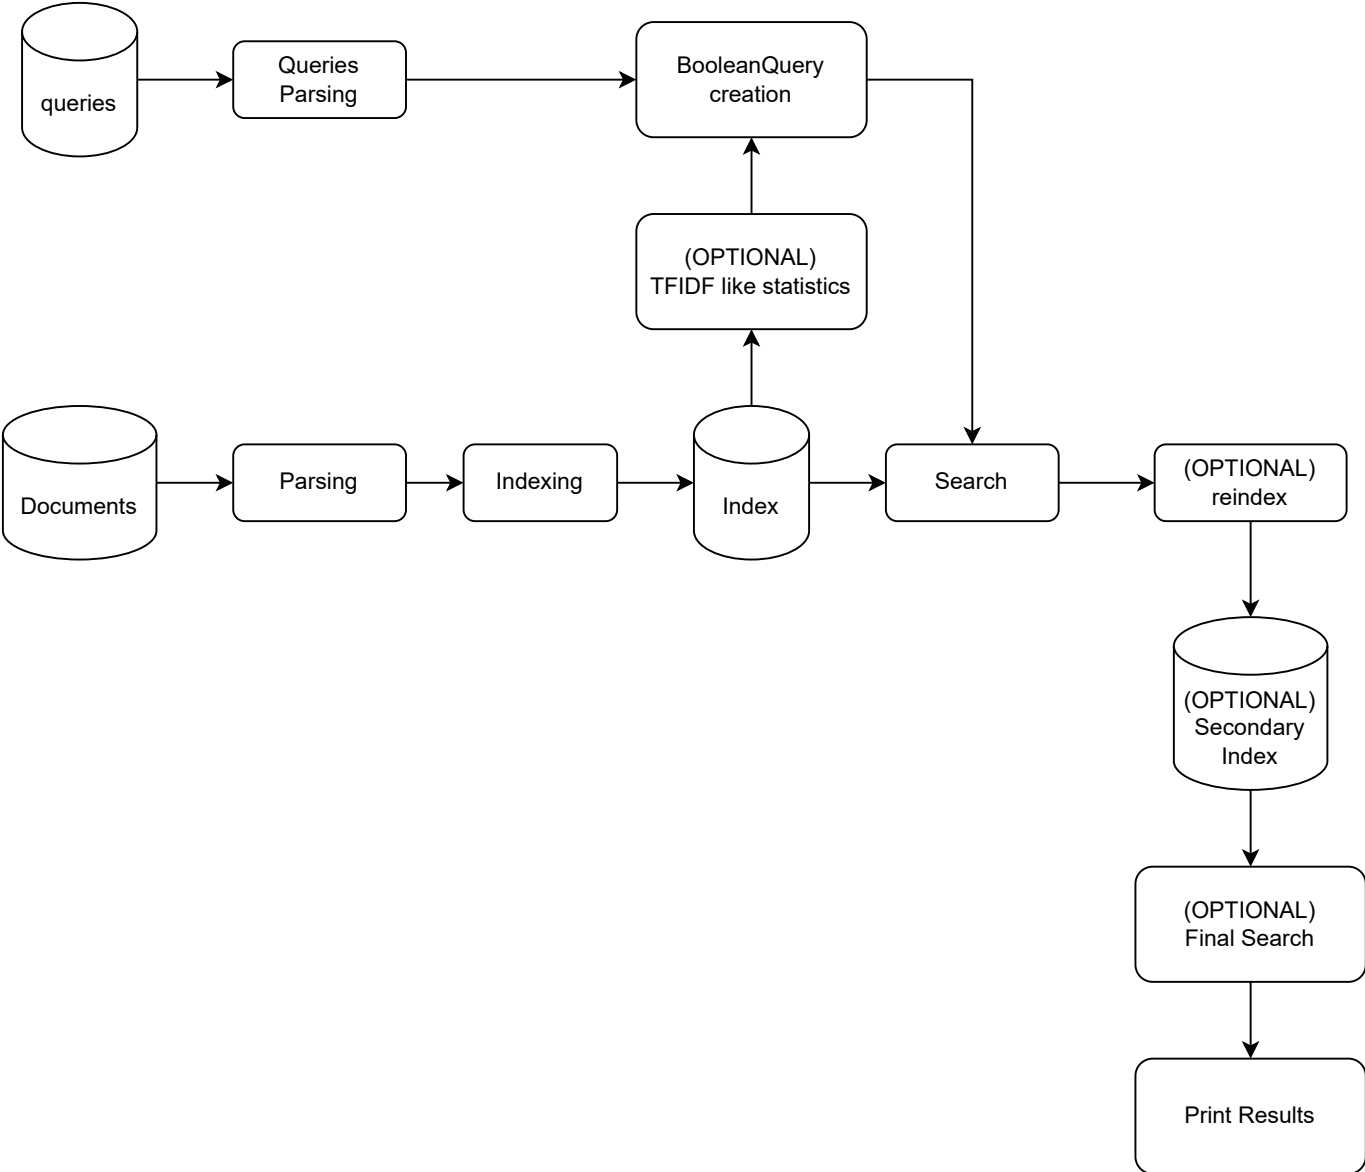 queries
Queries
Parsing
BooleanQuery
creation
(OPTIONAL)
TFIDF like statistics
Documents
Parsing
Indexing
Index
Search
(OPTIONAL)
reindex
(OPTIONAL)
Secondary
Index
(OPTIONAL)
Final Search
Print Results